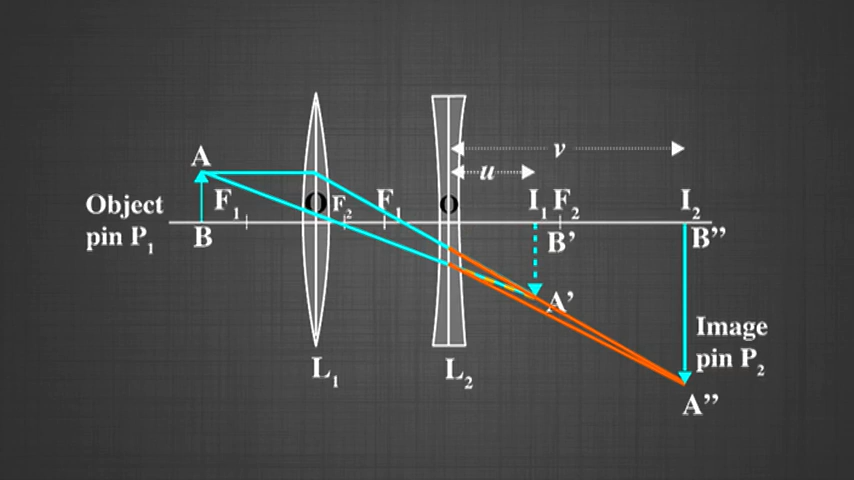 A
v
u
Object
pin P₁
F₁
O
F₂
F₁
O
I₁
F₂
I₂
B
B’
B”
A’
Image
pin P₂
L₁
L₂
A”